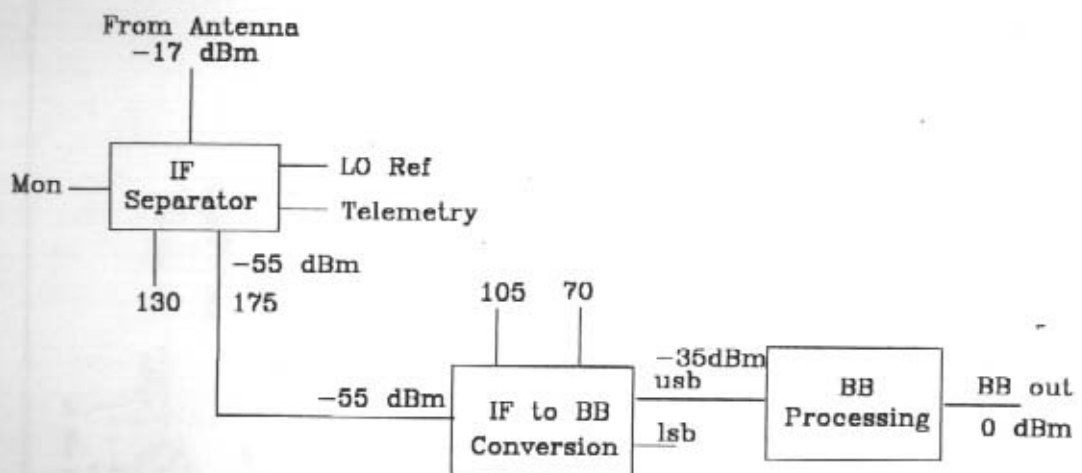 From Antenna
-17 dBm
Mon
IF
Separator
LO Ref
Telemetry
-55 dBm
130
175
105
70
-55 dBm
IF to BB
Conversion
-35dBm
usb
lsb
BB
Processing
BB out
0 dBm